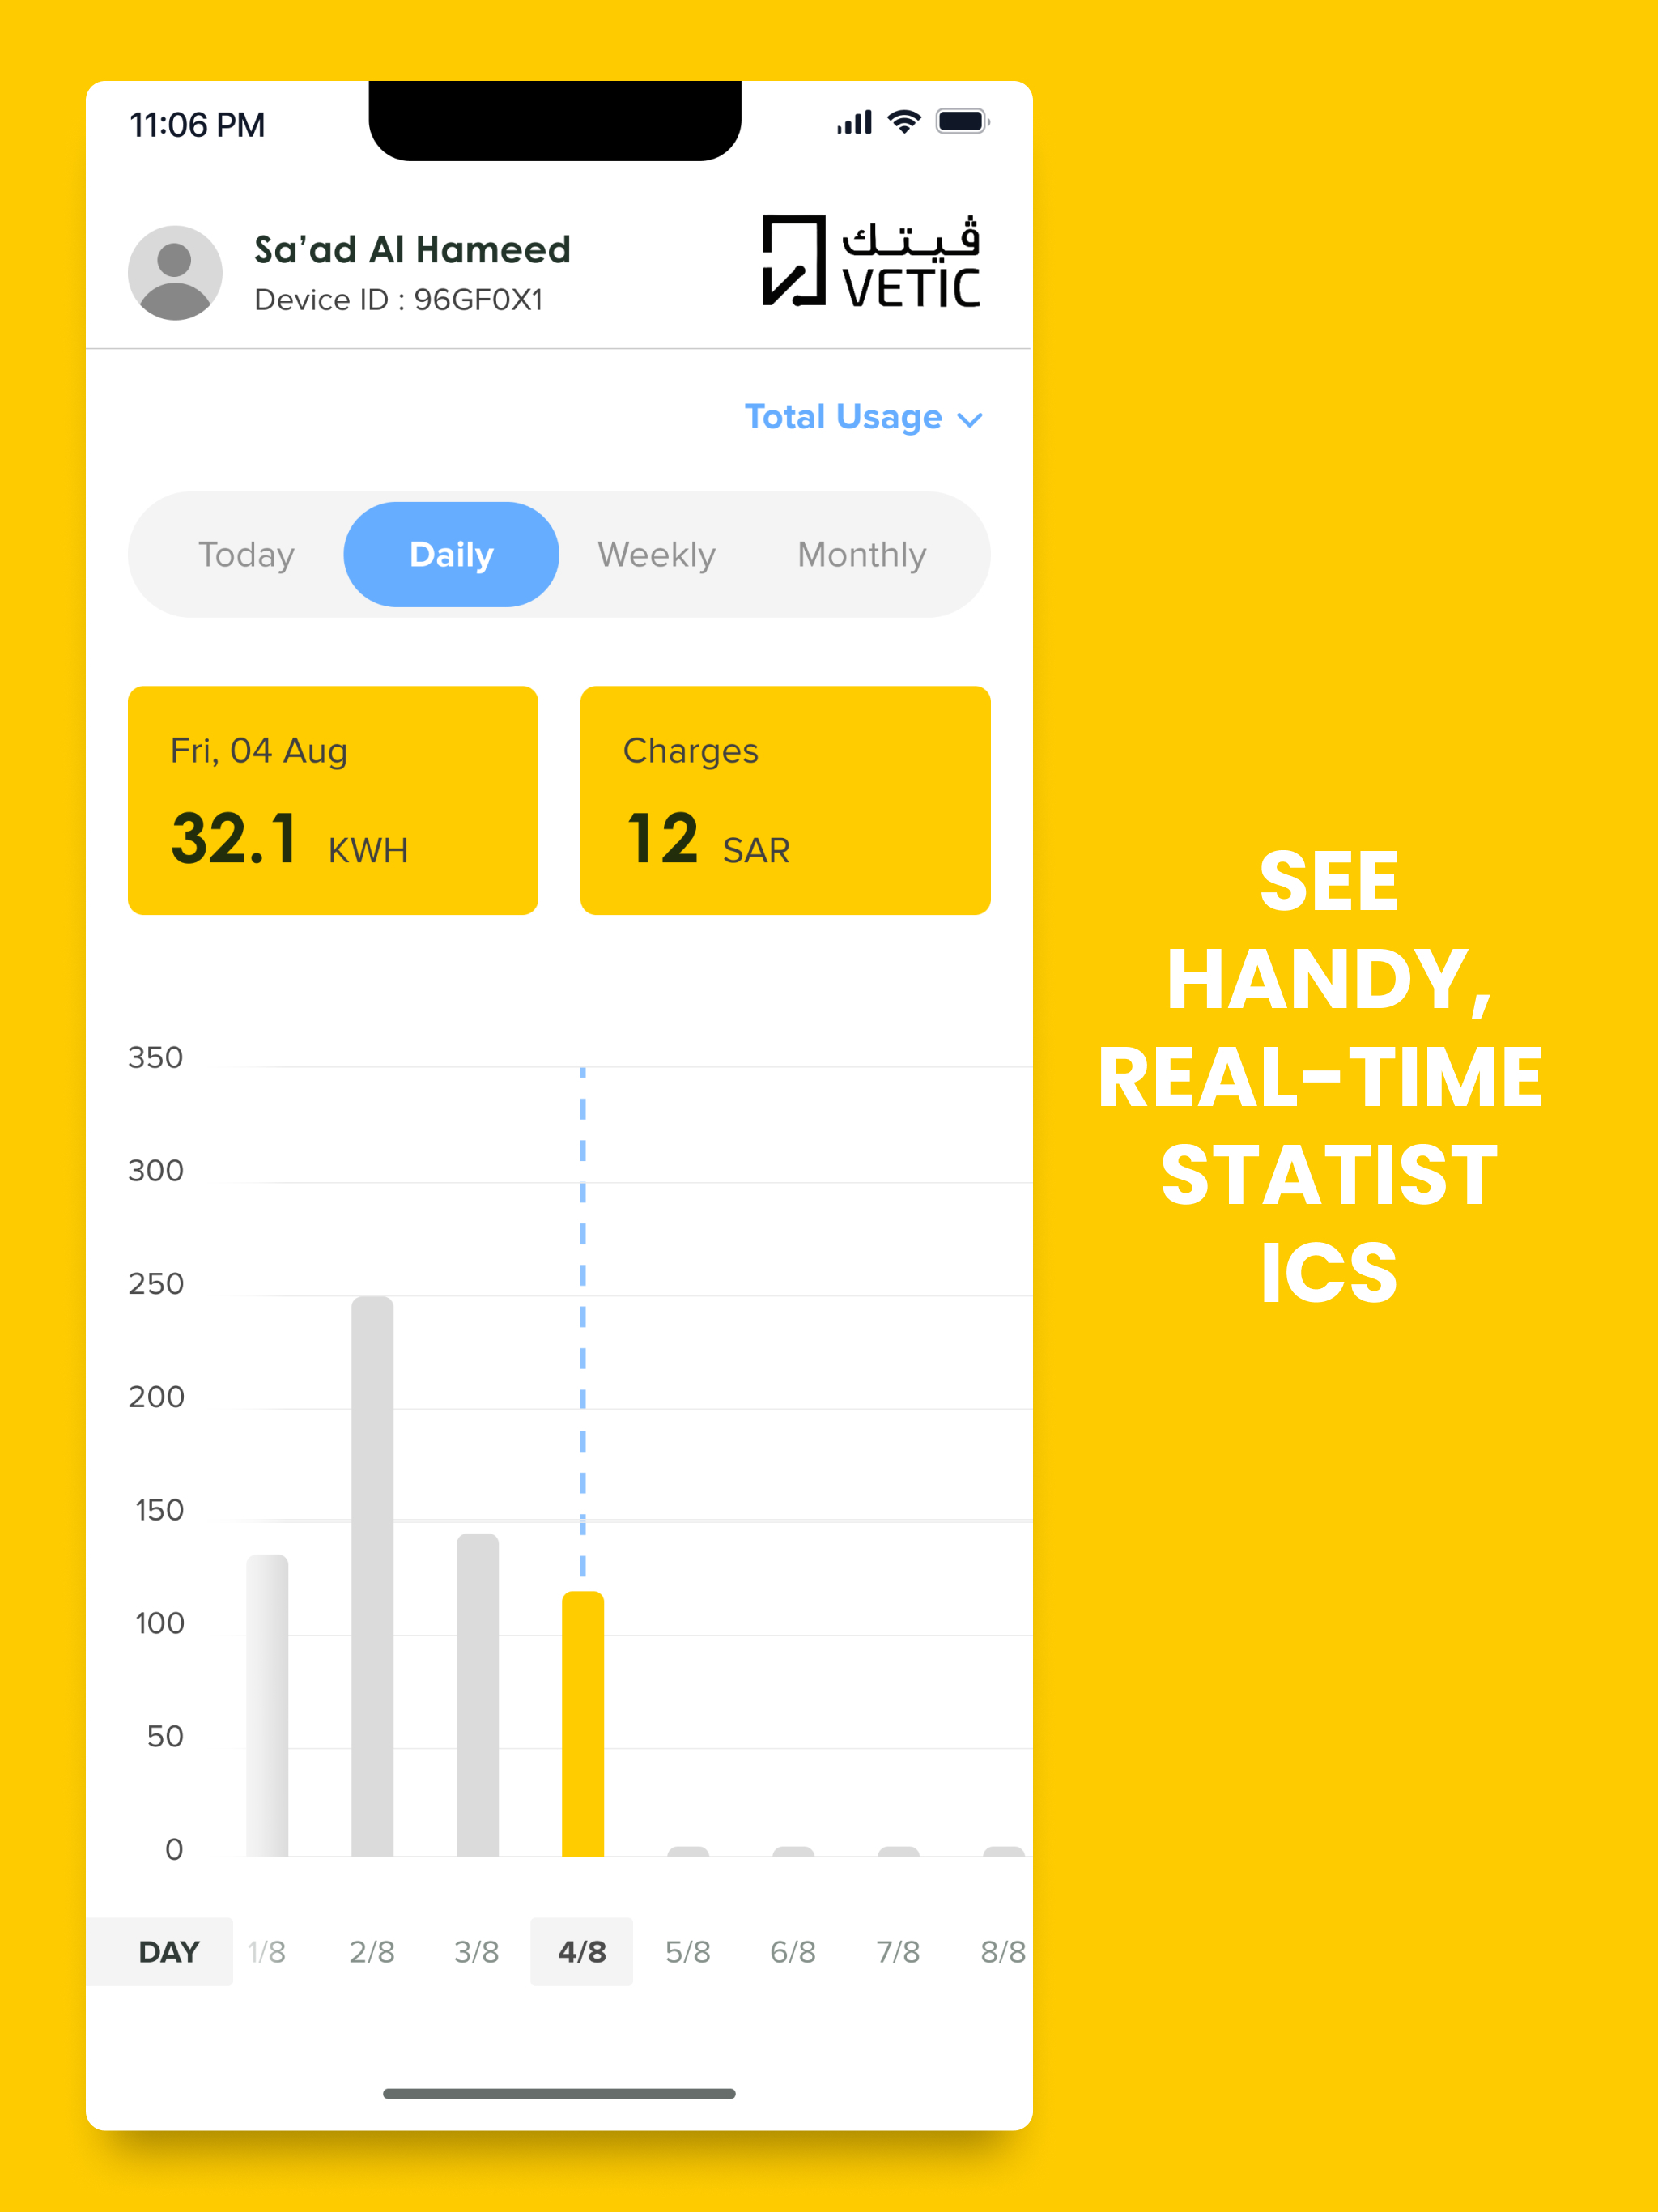 11:06 PM
Sa'ad Al Hameed
Device ID : 96GF0X1
ڤيتك
VETIC
Total Usage
Today Daily Weekly Monthly
Fri, 04 Aug
32.1 KWH
Charges
12 SAR
350
300
250
200
150
100
50
0
DAY 1/8 2/8 3/8 4/8 5/8 6/8 7/8 8/8
SEE
HANDY,
REAL-TIME
STATIST
ICS